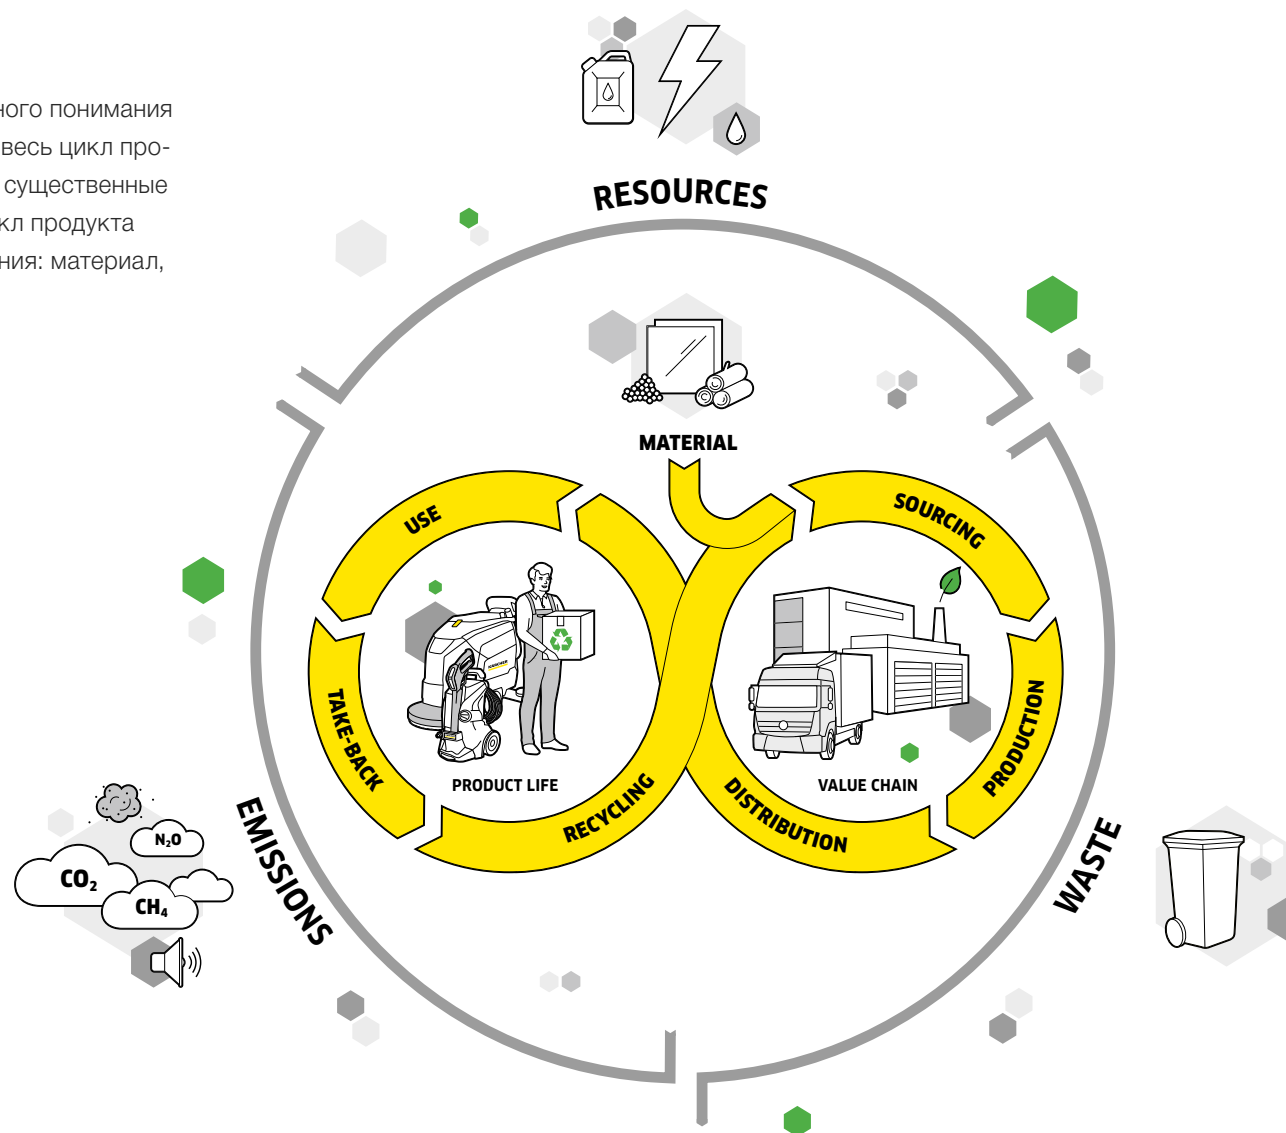 ного понимания
весь цикл про-
существенные
кл продукта
ния: материал,
RESOURCES
MATERIAL
USE
SOURCING
TAKE-BACK
PRODUCTION
PRODUCT LIFE
VALUE CHAIN
RECYCLING
DISTRIBUTION
EMISSIONS
WASTE
N₂O
CO₂
CH₄
KÄRCHER